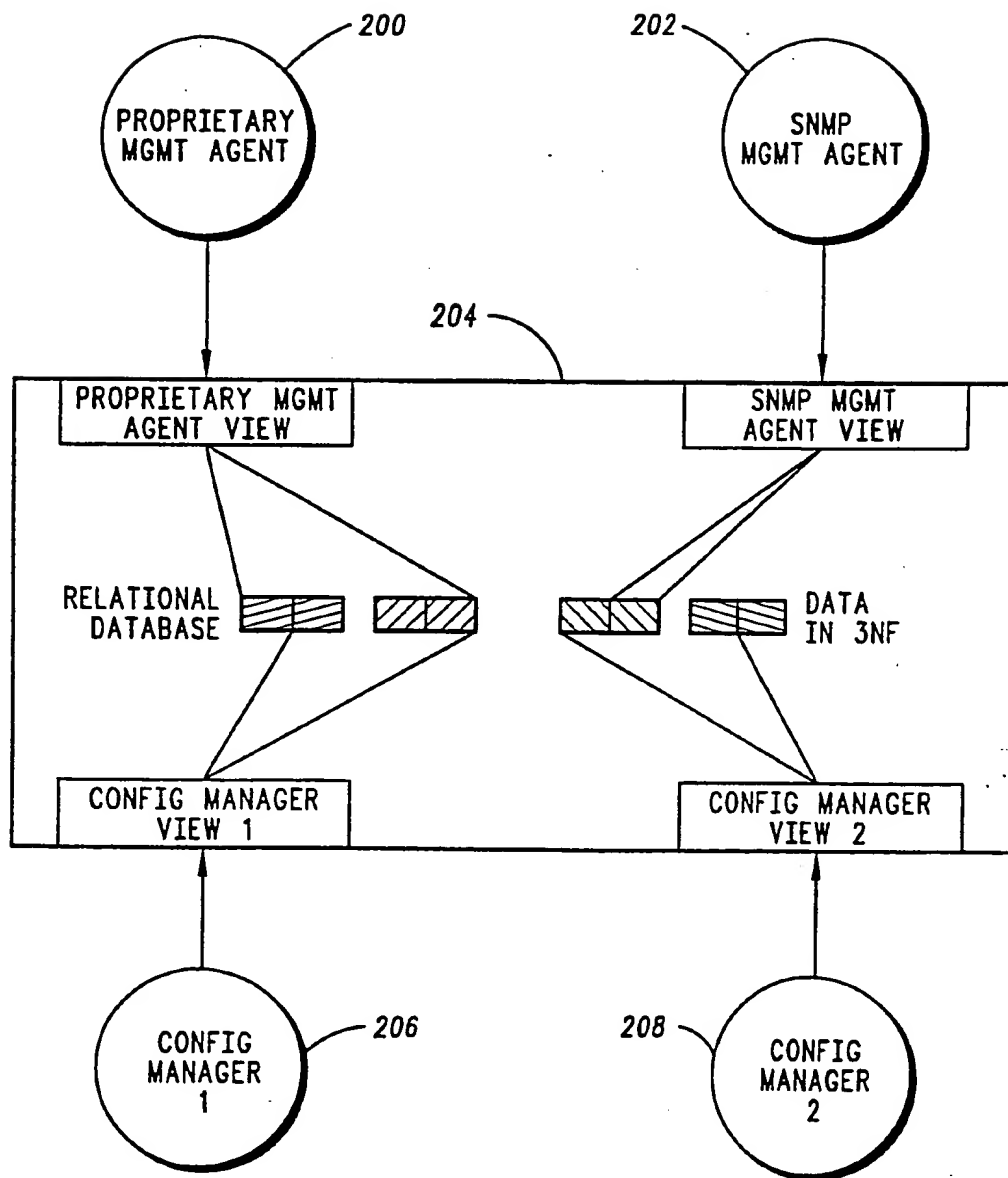 200
202
PROPRIETARY
MGMT AGENT
SNMP
MGMT AGENT
204
PROPRIETARY MGMT
AGENT VIEW
SNMP MGMT
AGENT VIEW
RELATIONAL
DATABASE
DATA
IN 3NF
CONFIG MANAGER
VIEW 1
CONFIG MANAGER
VIEW 2
206
208
CONFIG
MANAGER
1
CONFIG
MANAGER
2